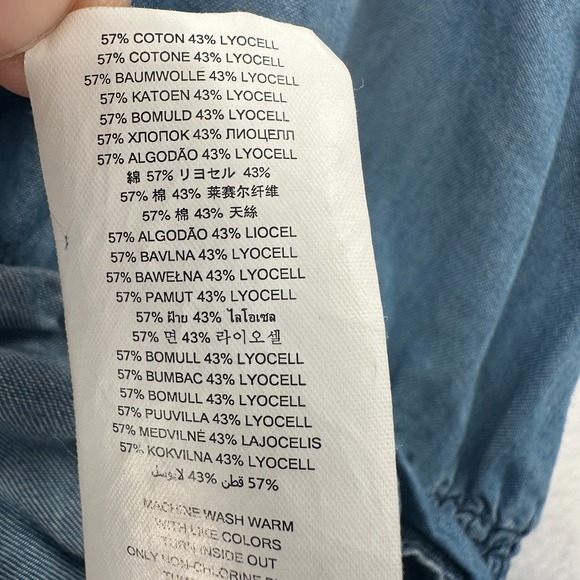 57% COTON 43% LYOCELL
57% COTONE 43% LYOCELL
57% BAUMWOLLE 43% LYOCELL
57% KATOEN 43% LYOCELL
57% BOMULD 43% LYOCELL
57% ХЛОПОК 43% ЛИОЦЕЛЛ
57% ALGODÃO 43% LYOCELL
綿 57% リヨセル 43%
57% 棉 43% 莱赛尔纤维
57% 棉 43% 天絲
57% ALGODÃO 43% LIOCEL
57% BAVLNA 43% LYOCELL
57% BAWEŁNA 43% LYOCELL
57% PAMUT 43% LYOCELL
57% ฝ้าย 43% ไลโอเซล
57% 면 43% 라이오셀
57% BOMULL 43% LYOCELL
57% BUMBAC 43% LYOCELL
57% BOMULL 43% LYOCELL
57% PUUVILLA 43% LYOCELL
57% MEDVILNĖ 43% LAJOCELIS
57% KOKVILNA 43% LYOCELL
57% قطن 43% لايوسل
MACHINE WASH WARM
WITH LIKE COLORS
TURN INSIDE OUT
ONLY NON-CHLORINE